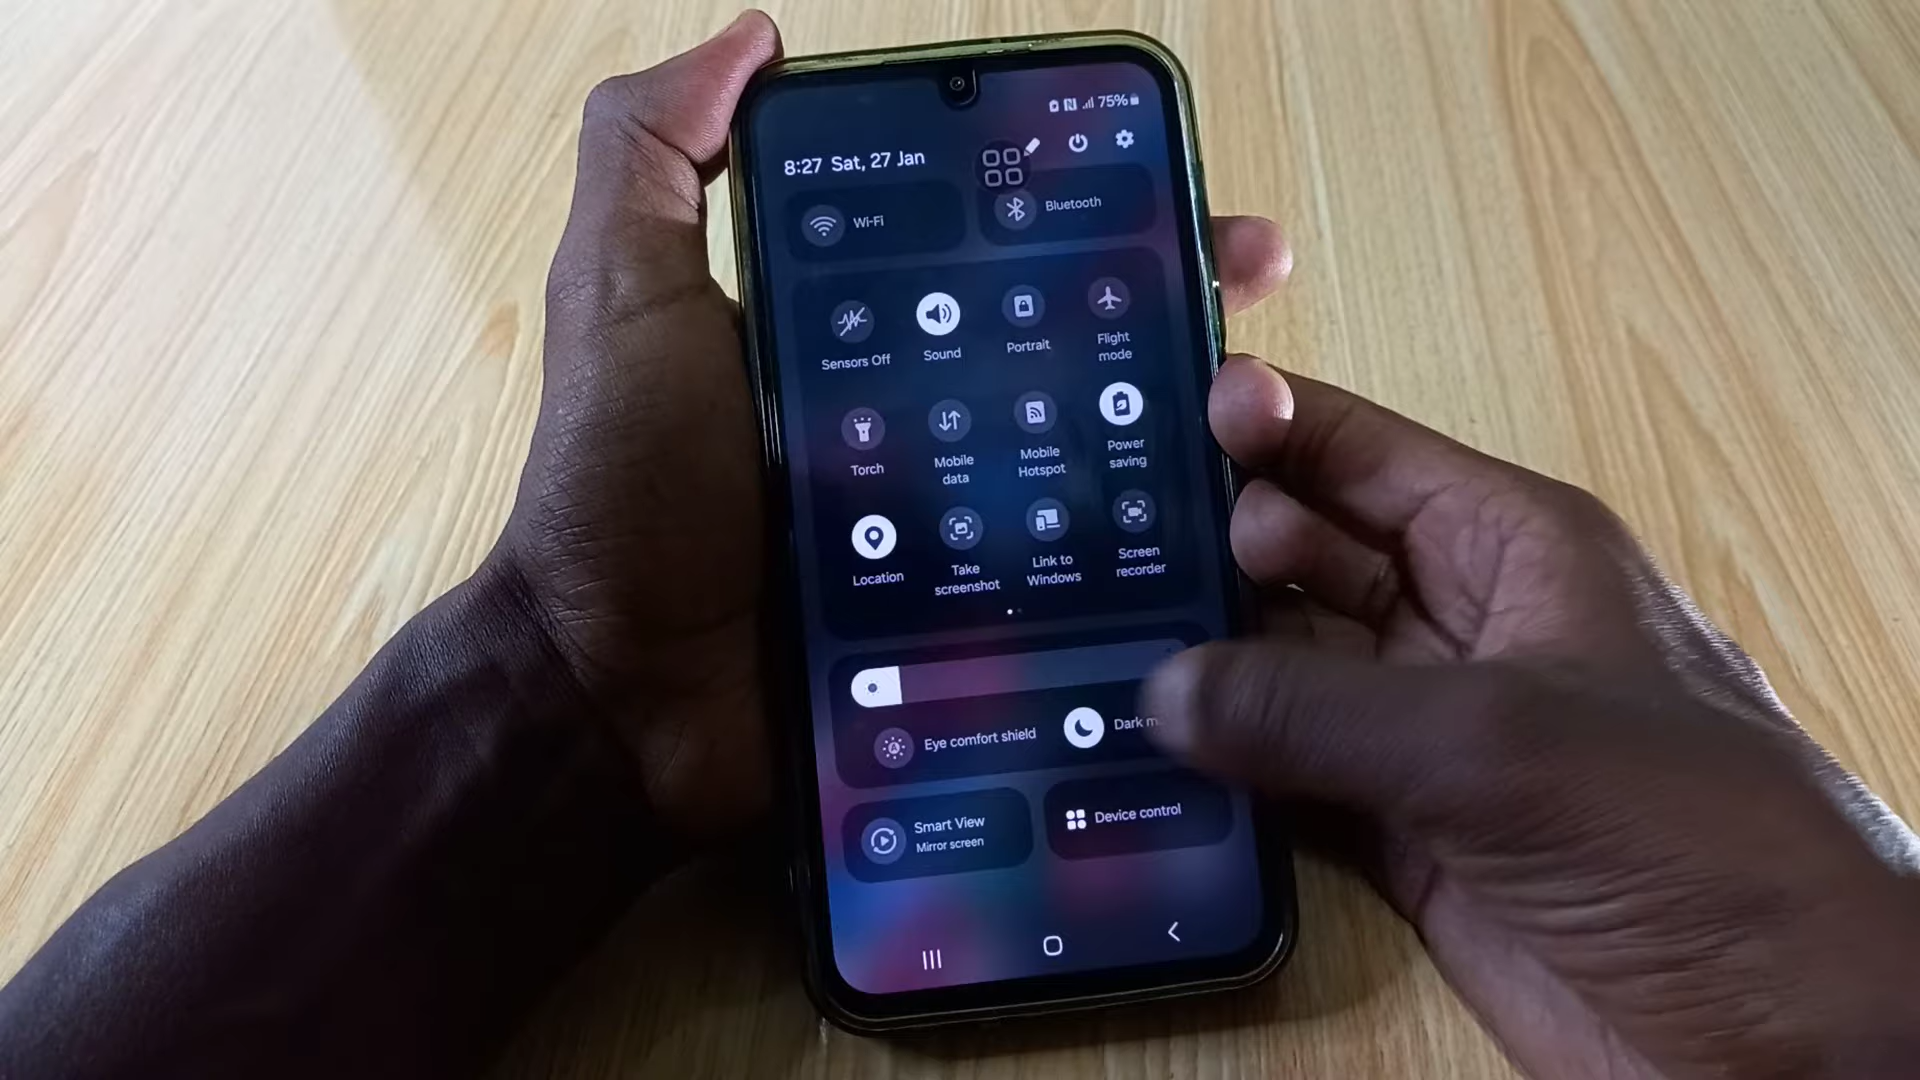 75%
8:27 Sat, 27 Jan
Wi-Fi
Bluetooth
Sensors Off
Sound
Portrait
Flight
mode
Torch
Mobile
data
Mobile
Hotspot
Power
saving
Location
Take
screenshot
Link to
Windows
Screen
recorder
Eye comfort shield
Dark m
Smart View
Mirror screen
Device control